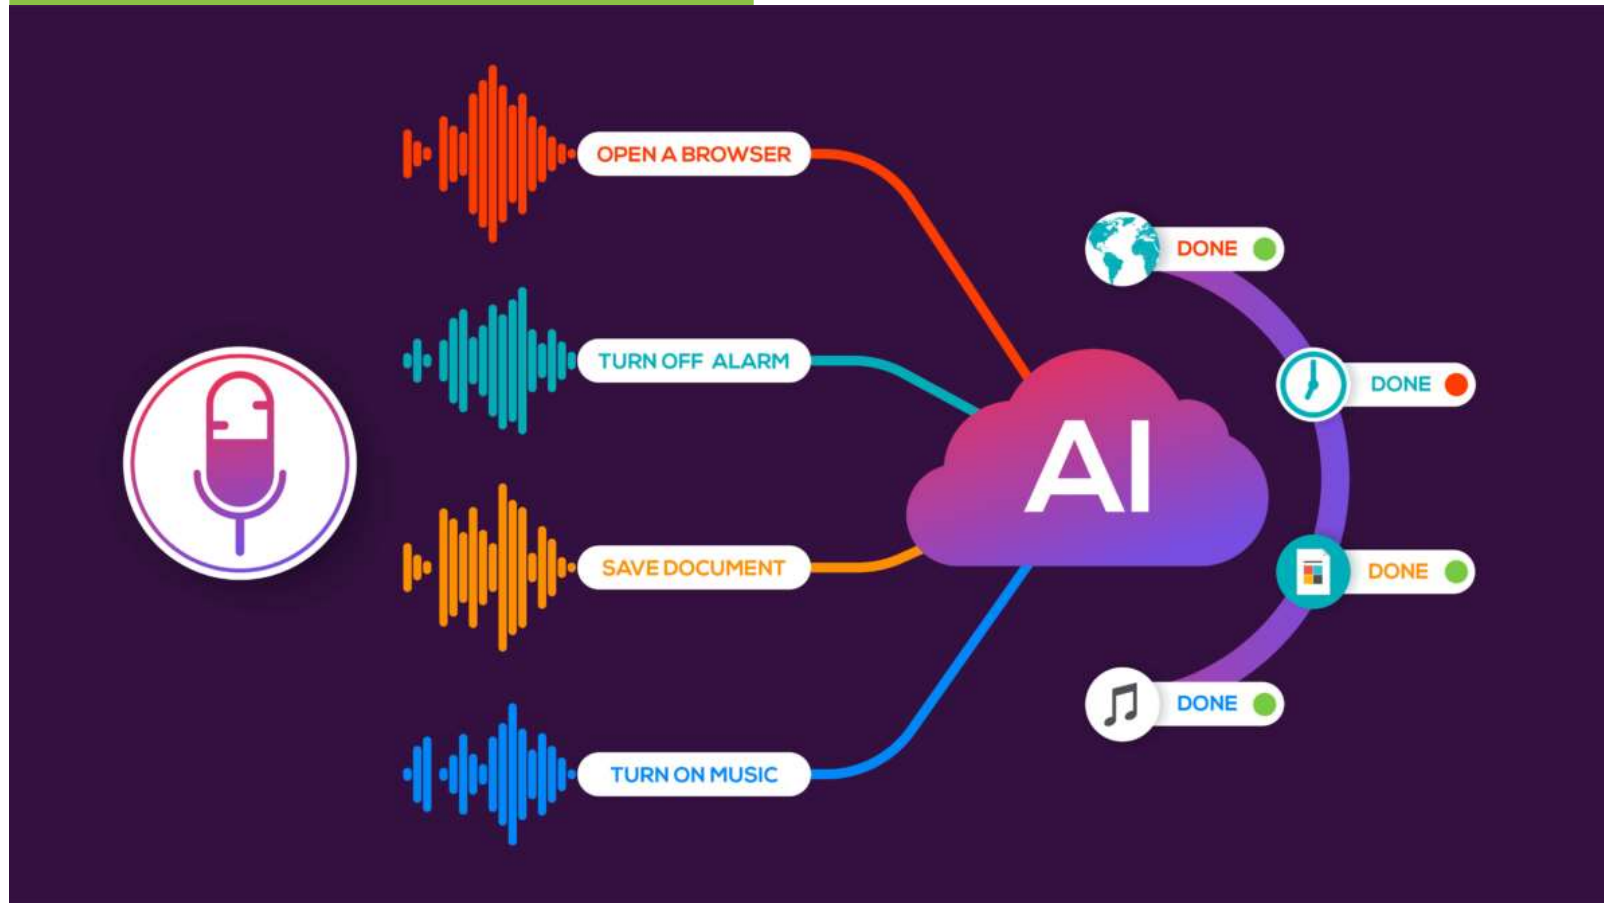 OPEN A BROWSER
TURN OFF ALARM
SAVE DOCUMENT
TURN ON MUSIC
AI
DONE
DONE
DONE
DONE